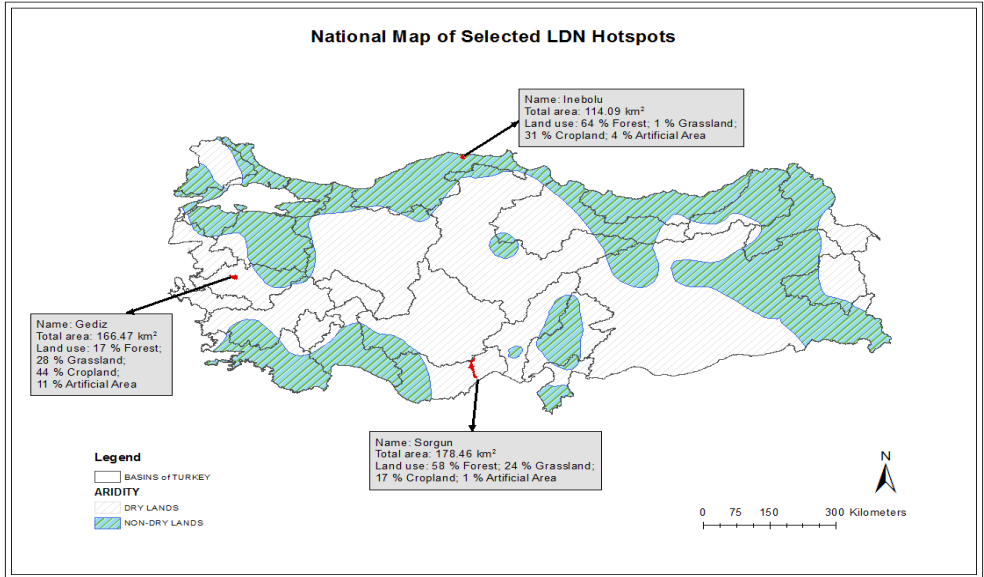 National Map of Selected LDN Hotspots
Name: Inebolu
Total area: 114.09 km²
Land use: 64 % Forest; 1 % Grassland;
31 % Cropland; 4 % Artificial Area
Name: Gediz
Total area: 166.47 km²
Land use: 17 % Forest;
28 % Grassland;
44 % Cropland;
11 % Artificial Area
Name: Sorgun
Total area: 178.46 km²
Land use: 58 % Forest; 24 % Grassland;
17 % Cropland; 1 % Artificial Area
Legend
BASINS of TURKEY
ARIDITY
DRY LANDS
NON-DRY LANDS
N
0 75 150 300 Kilometers